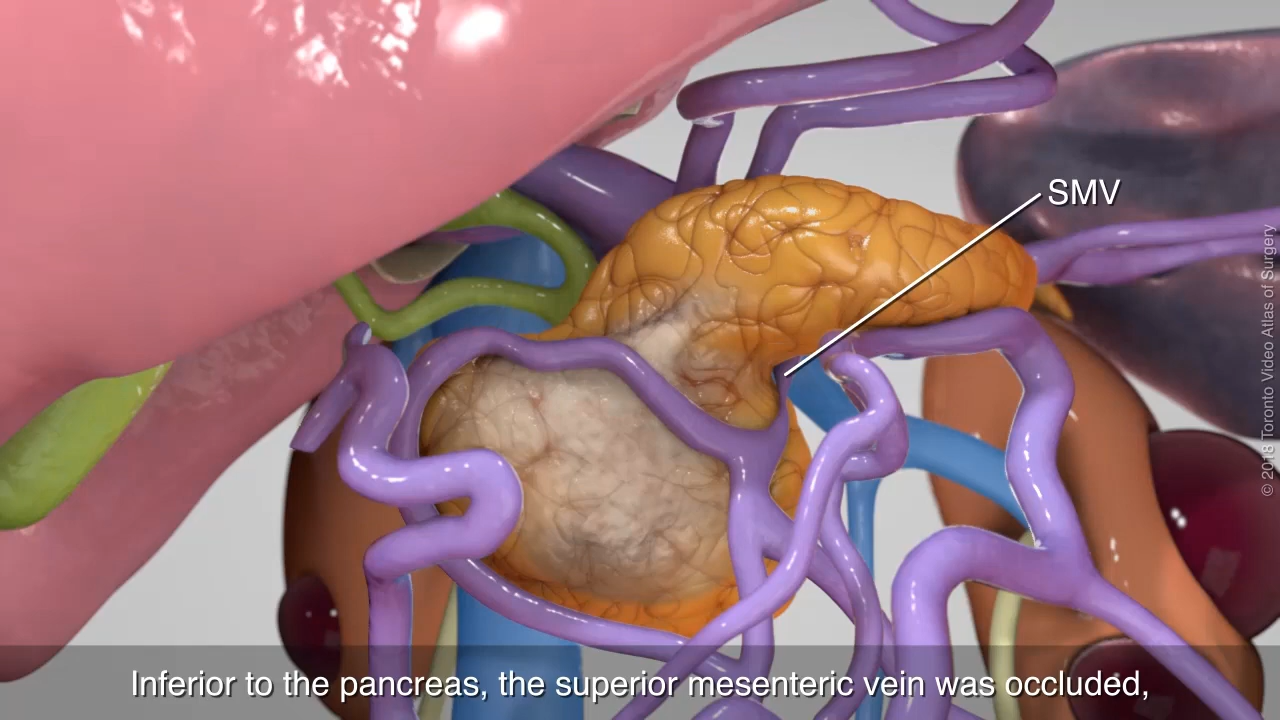 SMV
© 2018 Toronto Video Atlas of Surgery
Inferior to the pancreas, the superior mesenteric vein was occluded,